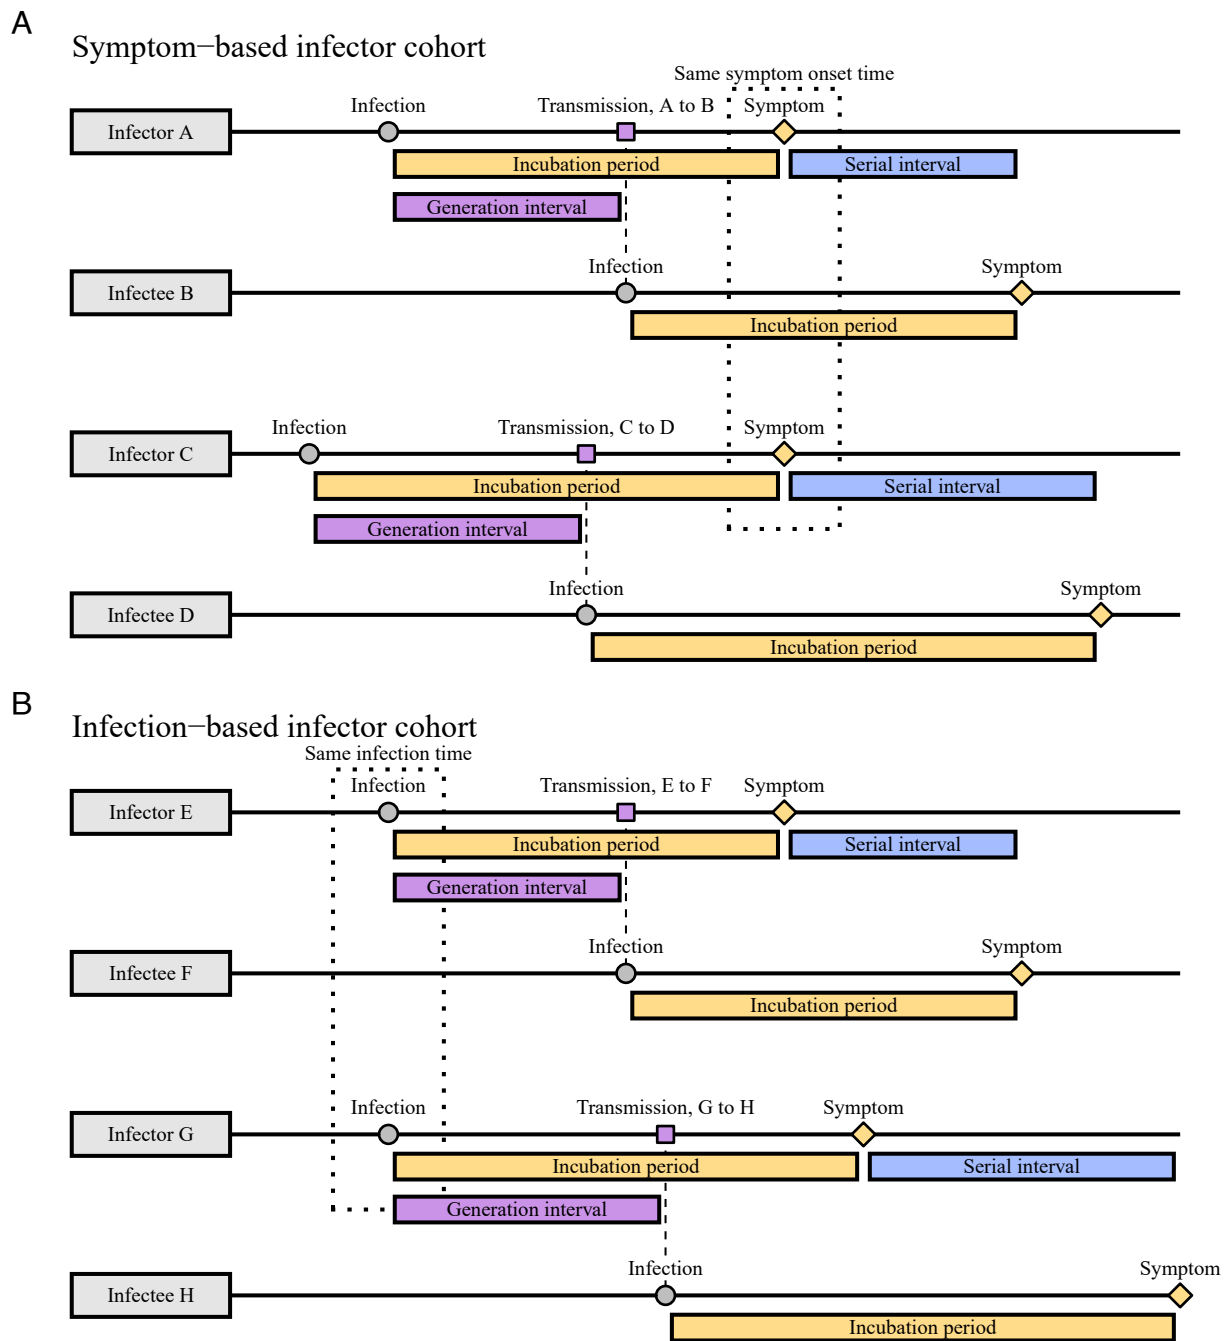 A
Symptom−based infector cohort
Same symptom onset time
Infection
Transmission, A to B
Symptom
Infector A
Incubation period
Serial interval
Generation interval
Infection
Symptom
Infectee B
Incubation period
Infection
Transmission, C to D
Symptom
Infector C
Incubation period
Serial interval
Generation interval
Infection
Symptom
Infectee D
Incubation period
B
Infection−based infector cohort
Same infection time
Infection
Transmission, E to F
Symptom
Infector E
Incubation period
Serial interval
Generation interval
Infection
Symptom
Infectee F
Incubation period
Infection
Transmission, G to H
Symptom
Infector G
Incubation period
Serial interval
Generation interval
Infection
Symptom
Infectee H
Incubation period